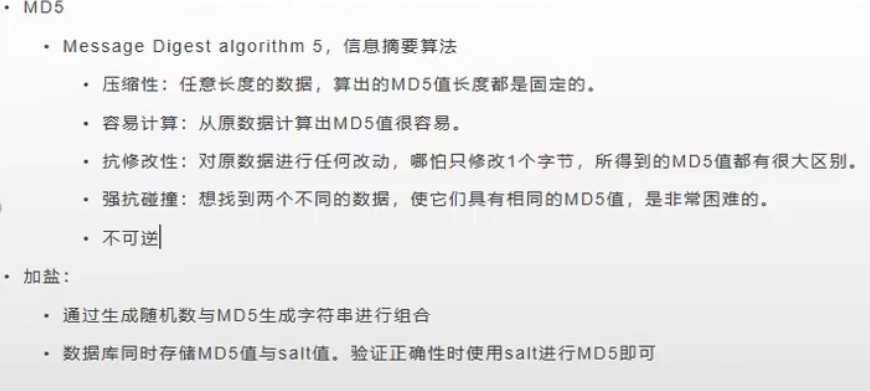 MD5
Message Digest algorithm 5，信息摘要算法
压缩性：任意长度的数据，算出的MD5值长度都是固定的。
容易计算：从原数据计算出MD5值很容易。
抗修改性：对原数据进行任何改动，哪怕只修改1个字节，所得到的MD5值都有很大区别。
强抗碰撞：想找到两个不同的数据，使它们具有相同的MD5值，是非常困难的。
不可逆
加盐：
通过生成随机数与MD5生成字符串进行组合
数据库同时存储MD5值与salt值。验证正确性时使用salt进行MD5即可